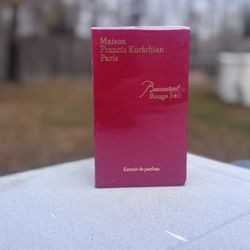 Maison
Francis Kurkdjian
Paris
Baccarat
Rouge 540
Extrait de parfum